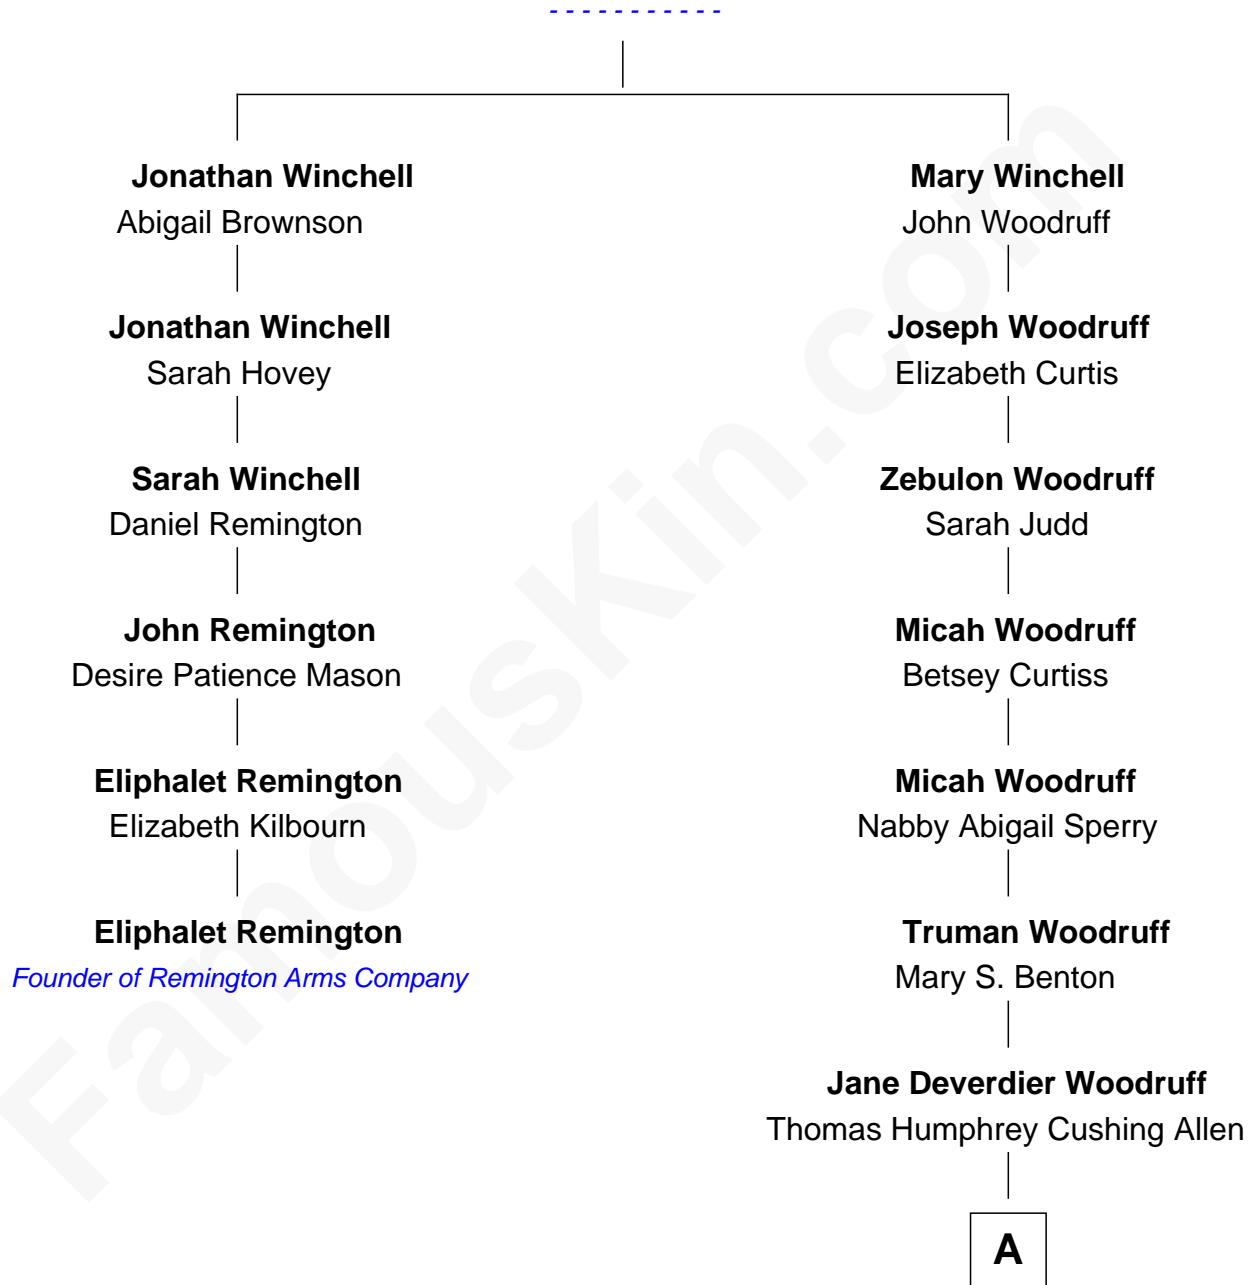 - - - - - - - - - - -
Jonathan Winchell
Abigail Brownson
Jonathan Winchell
Sarah Hovey
Sarah Winchell
Daniel Remington
John Remington
Desire Patience Mason
Eliphalet Remington
Elizabeth Kilbourn
Eliphalet Remington
Founder of Remington Arms Company
Mary Winchell
John Woodruff
Joseph Woodruff
Elizabeth Curtis
Zebulon Woodruff
Sarah Judd
Micah Woodruff
Betsey Curtiss
Micah Woodruff
Nabby Abigail Sperry
Truman Woodruff
Mary S. Benton
Jane Deverdier Woodruff
Thomas Humphrey Cushing Allen
A
FamousKin.com